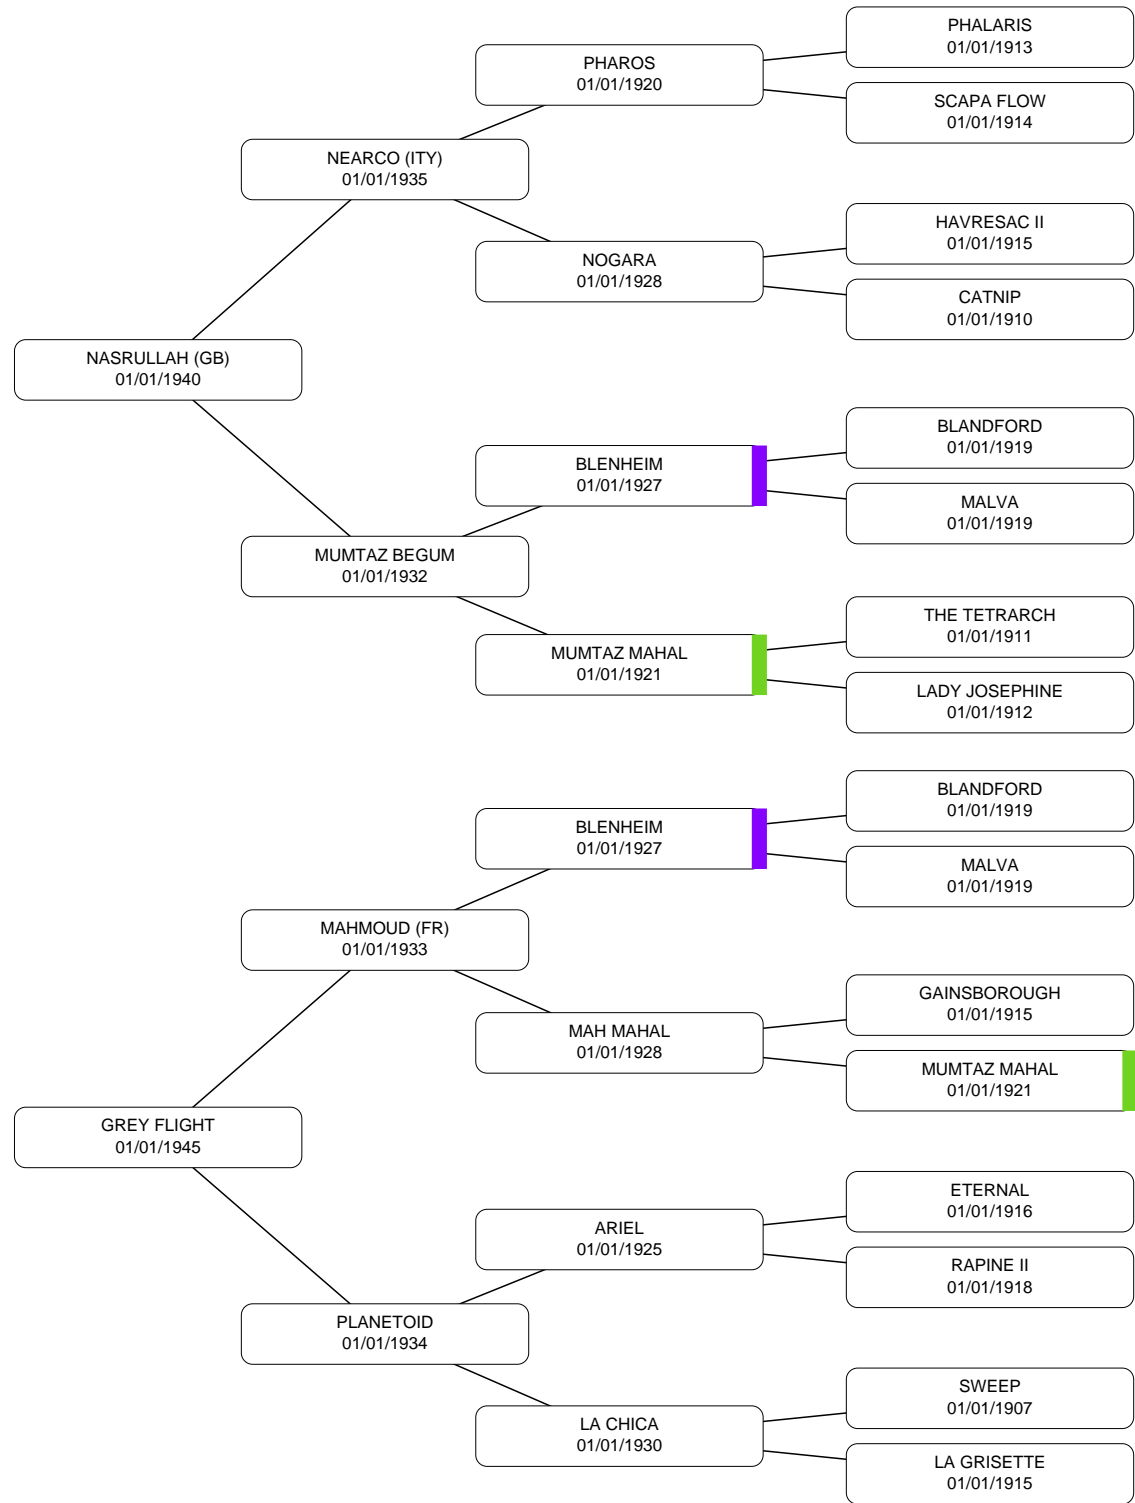 PHALARIS
01/01/1913
PHAROS
01/01/1920
SCAPA FLOW
01/01/1914
NEARCO (ITY)
01/01/1935
HAVRESAC II
01/01/1915
NOGARA
01/01/1928
CATNIP
01/01/1910
NASRULLAH (GB)
01/01/1940
BLANDFORD
01/01/1919
BLENHEIM
01/01/1927
MALVA
01/01/1919
MUMTAZ BEGUM
01/01/1932
THE TETRARCH
01/01/1911
MUMTAZ MAHAL
01/01/1921
LADY JOSEPHINE
01/01/1912
BLANDFORD
01/01/1919
BLENHEIM
01/01/1927
MALVA
01/01/1919
MAHMOUD (FR)
01/01/1933
GAINSBOROUGH
01/01/1915
MAH MAHAL
01/01/1928
MUMTAZ MAHAL
01/01/1921
GREY FLIGHT
01/01/1945
ETERNAL
01/01/1916
ARIEL
01/01/1925
RAPINE II
01/01/1918
PLANETOID
01/01/1934
SWEEP
01/01/1907
LA CHICA
01/01/1930
LA GRISETTE
01/01/1915